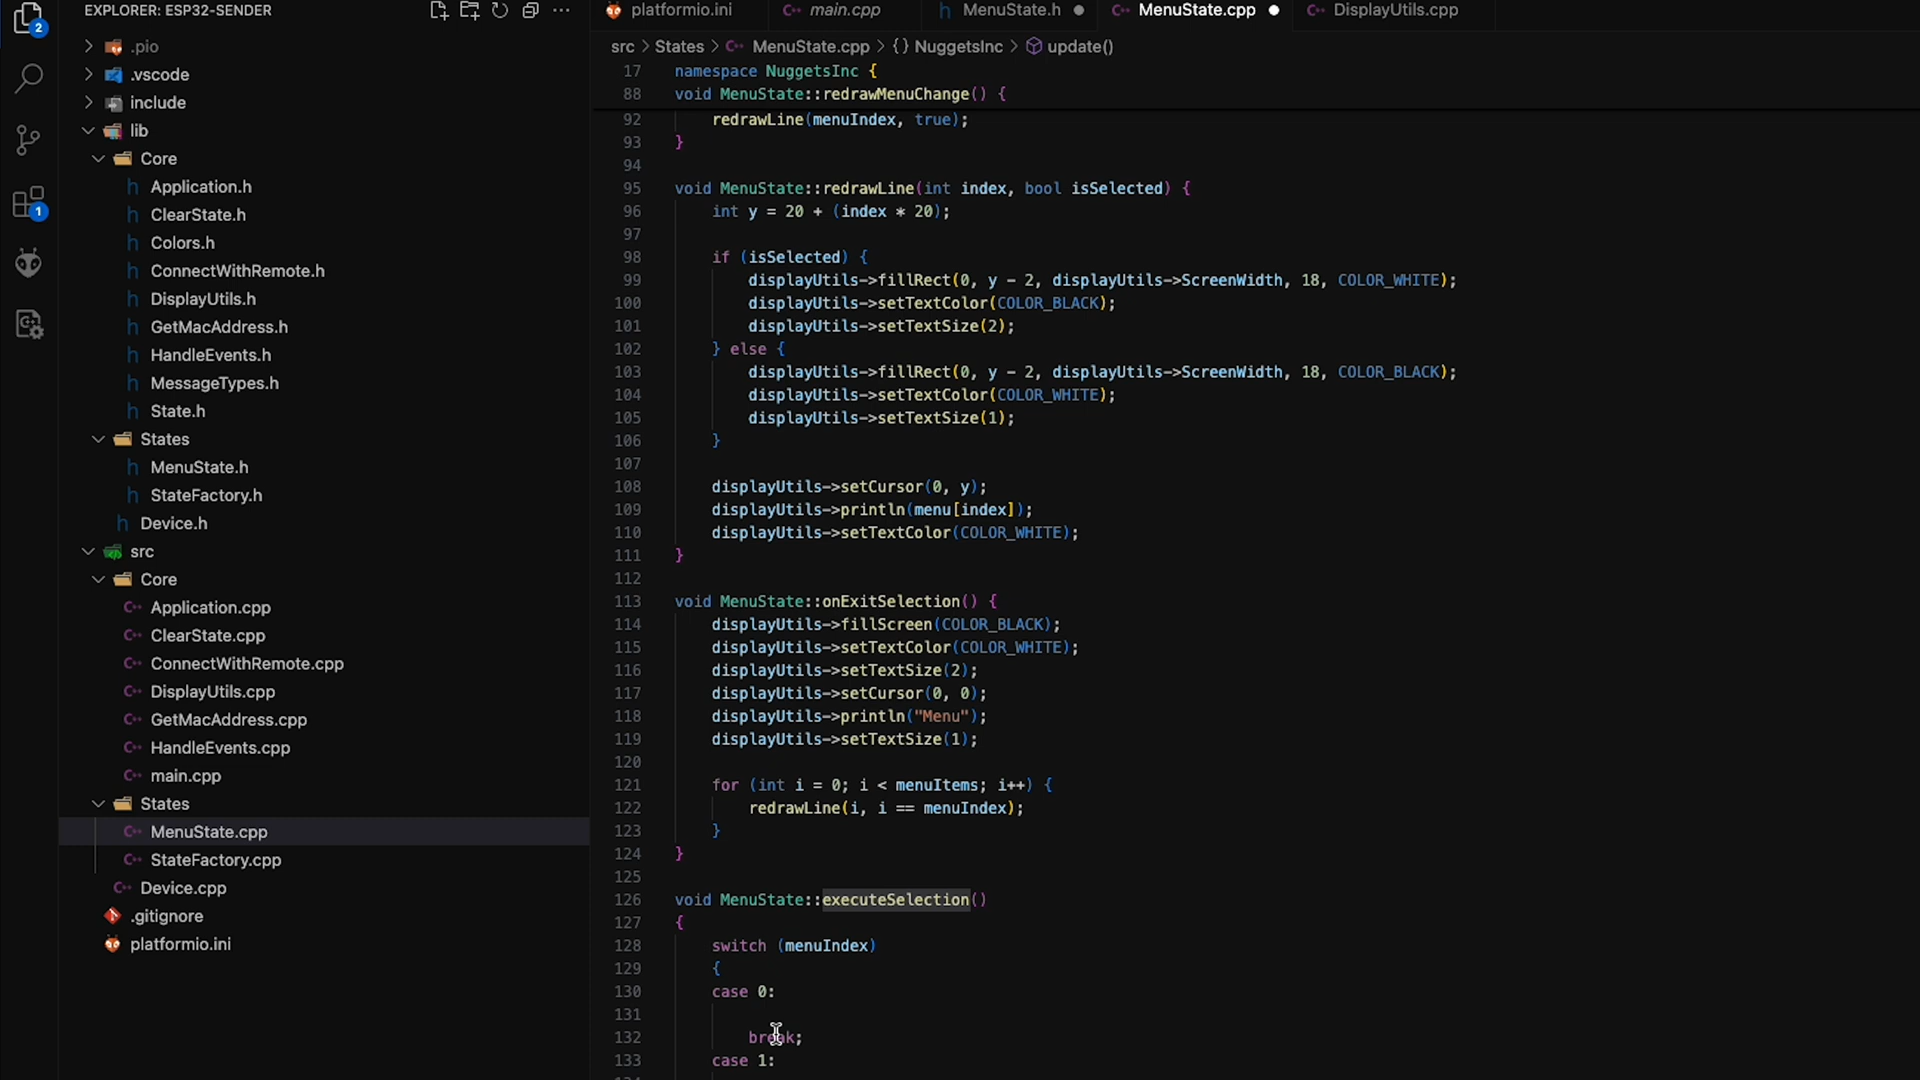 EXPLORER: ESP32-SENDER
2
1
.pio
.vscode
include
lib
Core
Application.h
ClearState.h
Colors.h
ConnectWithRemote.h
DisplayUtils.h
GetMacAddress.h
HandleEvents.h
MessageTypes.h
State.h
States
MenuState.h
StateFactory.h
Device.h
src
Core
Application.cpp
ClearState.cpp
ConnectWithRemote.cpp
DisplayUtils.cpp
GetMacAddress.cpp
HandleEvents.cpp
main.cpp
States
MenuState.cpp
StateFactory.cpp
Device.cpp
.gitignore
platformio.ini
platformio.ini main.cpp MenuState.h MenuState.cpp DisplayUtils.cpp
src > States > MenuState.cpp > {} NuggetsInc > update()
17 namespace NuggetsInc {
88 void MenuState::redrawMenuChange() {
92 redrawLine(menuIndex, true);
93 }
94
95 void MenuState::redrawLine(int index, bool isSelected) {
96 int y = 20 + (index * 20);
97
98 if (isSelected) {
99 displayUtils->fillRect(0, y - 2, displayUtils->ScreenWidth, 18, COLOR_WHITE);
100 displayUtils->setTextColor(COLOR_BLACK);
101 displayUtils->setTextSize(2);
102 } else {
103 displayUtils->fillRect(0, y - 2, displayUtils->ScreenWidth, 18, COLOR_BLACK);
104 displayUtils->setTextColor(COLOR_WHITE);
105 displayUtils->setTextSize(1);
106 }
107
108 displayUtils->setCursor(0, y);
109 displayUtils->println(menu[index]);
110 displayUtils->setTextColor(COLOR_WHITE);
111 }
112
113 void MenuState::onExitSelection() {
114 displayUtils->fillScreen(COLOR_BLACK);
115 displayUtils->setTextColor(COLOR_WHITE);
116 displayUtils->setTextSize(2);
117 displayUtils->setCursor(0, 0);
118 displayUtils->println("Menu");
119 displayUtils->setTextSize(1);
120
121 for (int i = 0; i < menuItems; i++) {
122 redrawLine(i, i == menuIndex);
123 }
124 }
125
126 void MenuState::executeSelection()
127 {
128 switch (menuIndex)
129 {
130 case 0:
131
132 break;
133 case 1: